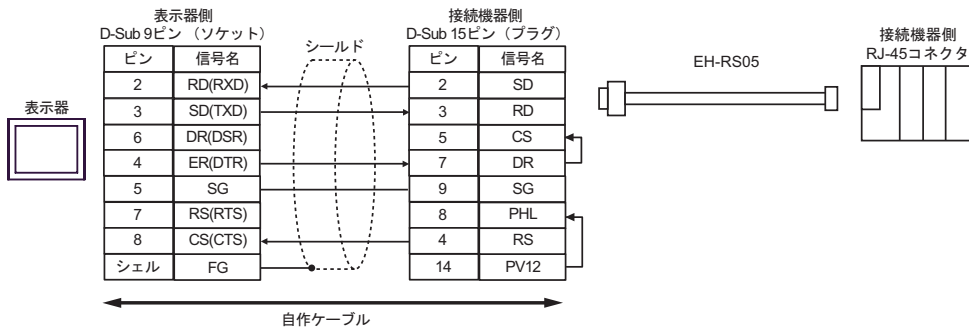 表示器側
D-Sub 9ピン （ソケット）
シールド
接続機器側
D-Sub 15ピン（プラグ）
EH-RS05
接続機器側
RJ-45コネクタ
表示器
ピン 信号名 ピン 信号名
2 RD(RXD) 2 SD
3 SD(TXD) 3 RD
6 DR(DSR) 5 CS
4 ER(DTR) 7 DR
5 SG 9 SG
7 RS(RTS) 8 PHL
8 CS(CTS) 4 RS
シェル FG 14 PV12
自作ケーブル